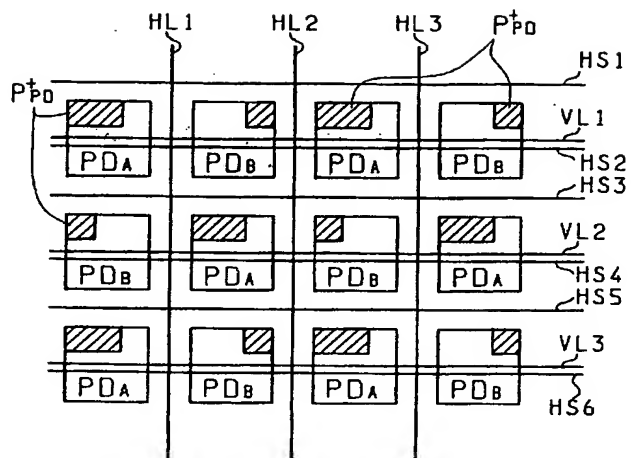 HL1 HL2 HL3 P⁺PD
HS1
P⁺PD
VL1
PDA PDB PDA PDB
HS2
HS3
VL2
PDB PDA PDB PDA
HS4
HS5
VL3
PDA PDB PDA PDB
HS6